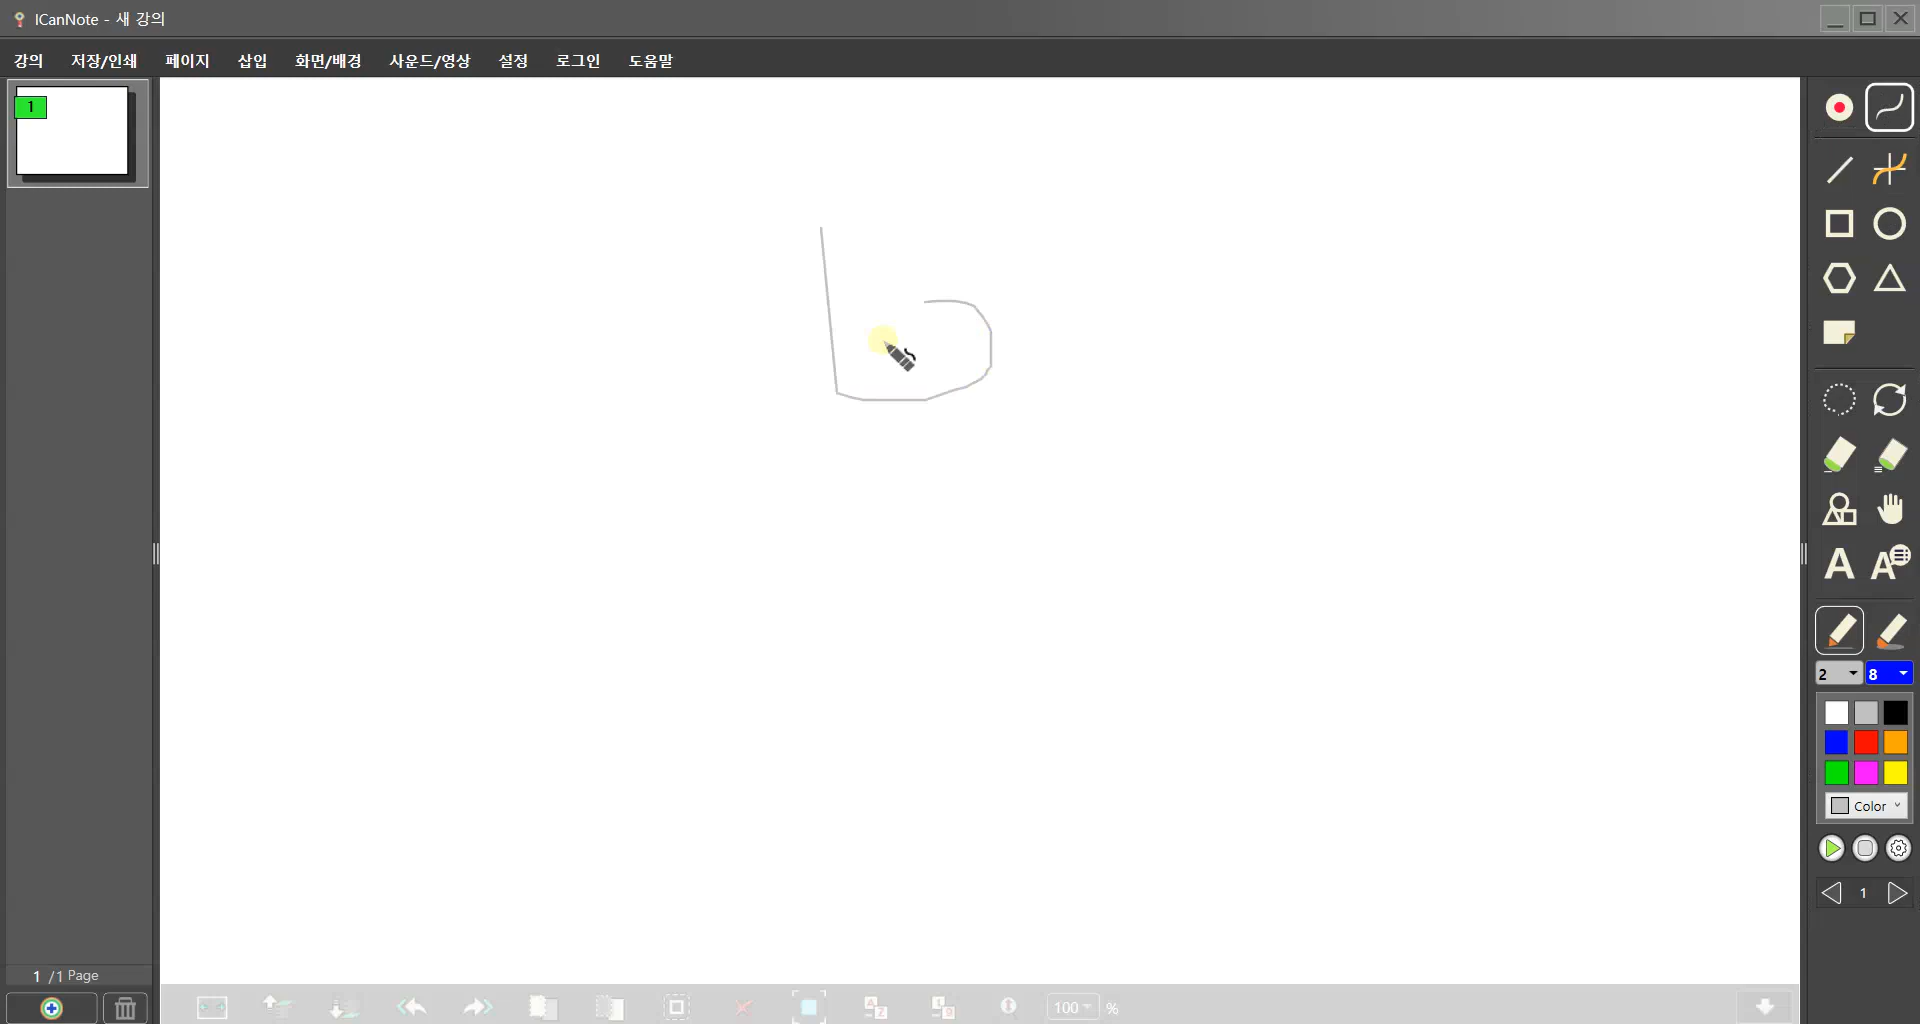 ICanNote - 새 강의
강의 저장/인쇄 페이지 삽입 화면/배경 사운드/영상 설정 로그인 도움말
1
A A
2 8
Color
1
1 /1 Page
100 %